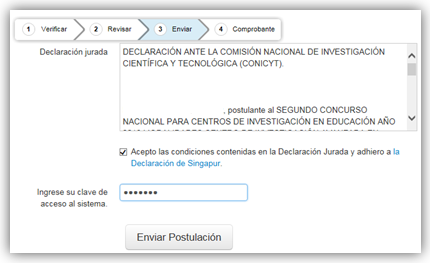 1 Verificar 2 Revisar 3 Enviar 4 Comprobante
Declaración jurada
DECLARACIÓN ANTE LA COMISIÓN NACIONAL DE INVESTIGACIÓN
CIENTÍFICA Y TECNOLÓGICA (CONICYT).
, postulante al SEGUNDO CONCURSO
NACIONAL PARA CENTROS DE INVESTIGACIÓN EN EDUCACIÓN AÑO
Acepto las condiciones contenidas en la Declaración Jurada y adhiero a la
Declaración de Singapur.
Ingrese su clave de
acceso al sistema.
•••••••
Enviar Postulación